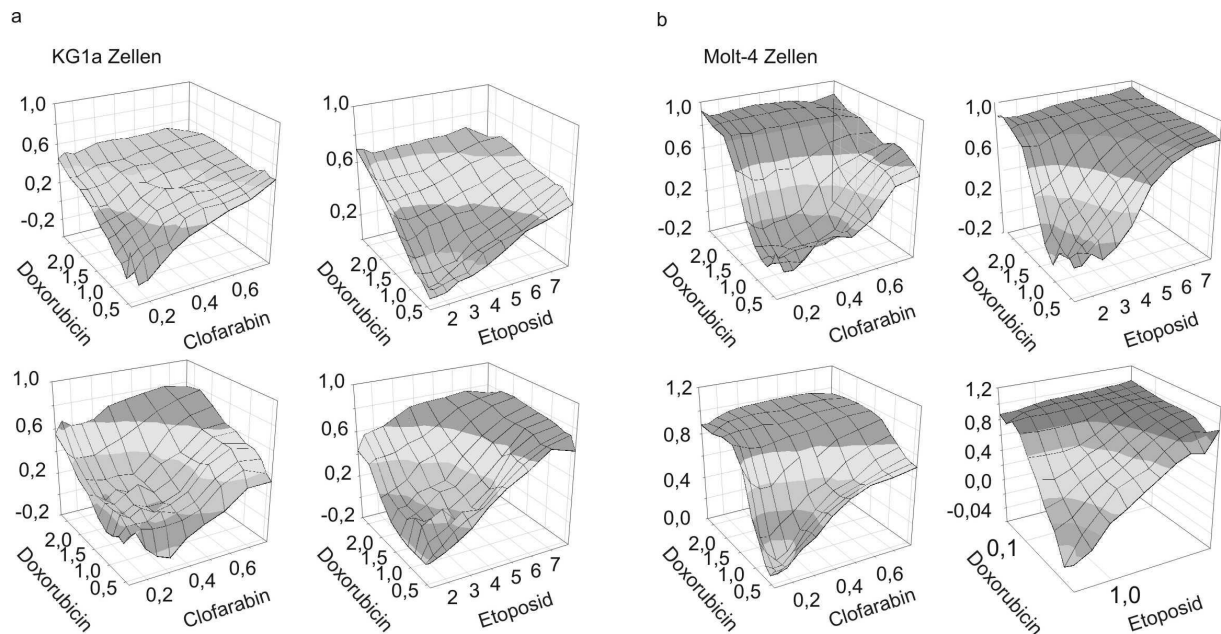 a
KG1a Zellen
1,0
0,6
0,2
-0,2
2,0
1,5
1,0
0,5
Doxorubicin
0,2 0,4 0,6
Clofarabin
1,0
0,6
0,2
2,0
1,5
1,0
0,5
Doxorubicin
2 3 4 5 6 7
Etoposid
1,0
0,6
0,2
-0,2
2,0
1,5
1,0
0,5
Doxorubicin
0,2 0,4 0,6
Clofarabin
1,0
0,6
0,2
-0,2
2,0
1,5
1,0
0,5
Doxorubicin
2 3 4 5 6 7
Etoposid
b
Molt-4 Zellen
1,0
0,6
0,2
-0,2
2,0
1,5
1,0
0,5
Doxorubicin
0,2 0,4 0,6
Clofarabin
1,0
0,6
0,2
-0,2
2,0
1,5
1,0
0,5
Doxorubicin
2 3 4 5 6 7
Etoposid
1,2
0,8
0,4
0,0
2,0
1,5
1,0
0,5
Doxorubicin
0,2 0,4 0,6
Clofarabin
1,2
0,8
0,4
0,0
-0,04
0,1
Doxorubicin
1,0
Etoposid